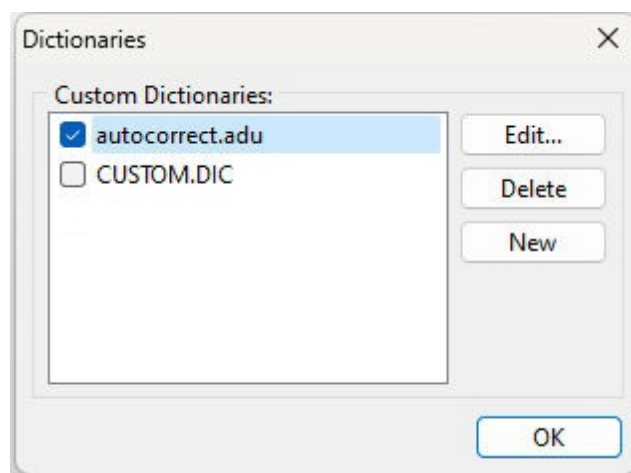 Dictionaries
Custom Dictionaries:
autocorrect.adu
CUSTOM.DIC
Edit...
Delete
New
OK